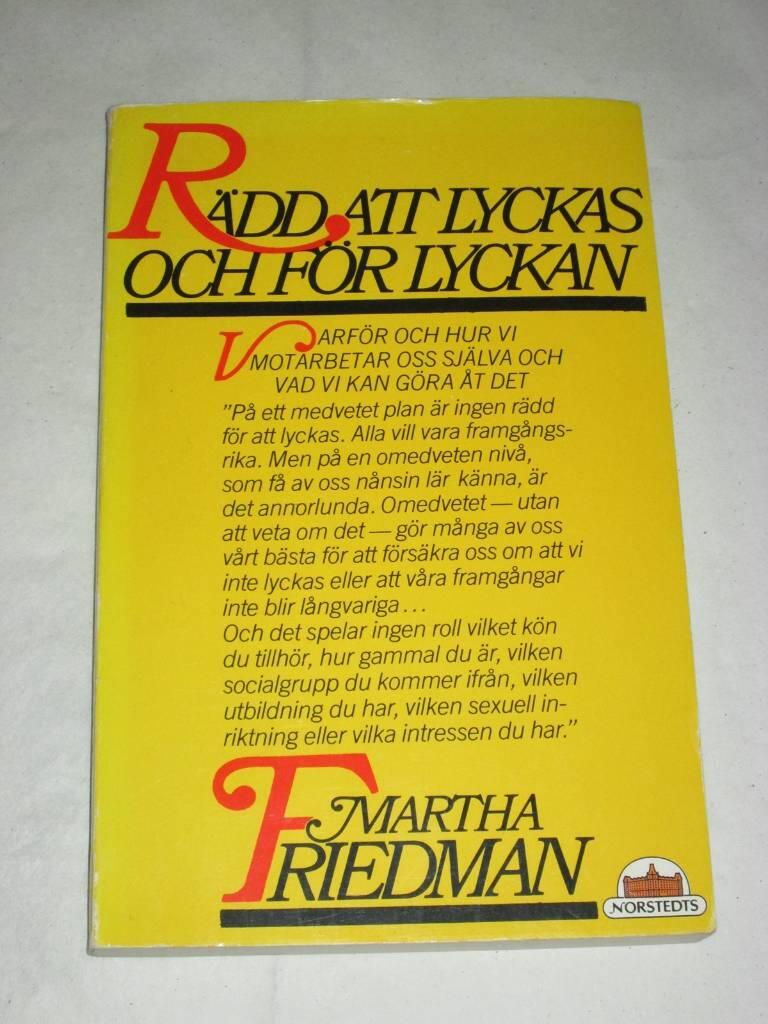 RÄDD ATT LYCKAS
OCH FÖR LYCKAN
VARFÖR OCH HUR VI
MOTARBETAR OSS SJÄLVA OCH
VAD VI KAN GÖRA ÅT DET
"På ett medvetet plan är ingen rädd
för att lyckas. Alla vill vara framgångs-
rika. Men på en omedveten nivå,
som få av oss nånsin lär känna, är
det annorlunda. Omedvetet — utan
att veta om det — gör många av oss
vårt bästa för att försäkra oss om att vi
inte lyckas eller att våra framgångar
inte blir långvariga...
Och det spelar ingen roll vilket kön
du tillhör, hur gammal du är, vilken
socialgrupp du kommer ifrån, vilken
utbildning du har, vilken sexuell in-
riktning eller vilka intressen du har."
MARTHA
FRIEDMAN
NORSTEDTS